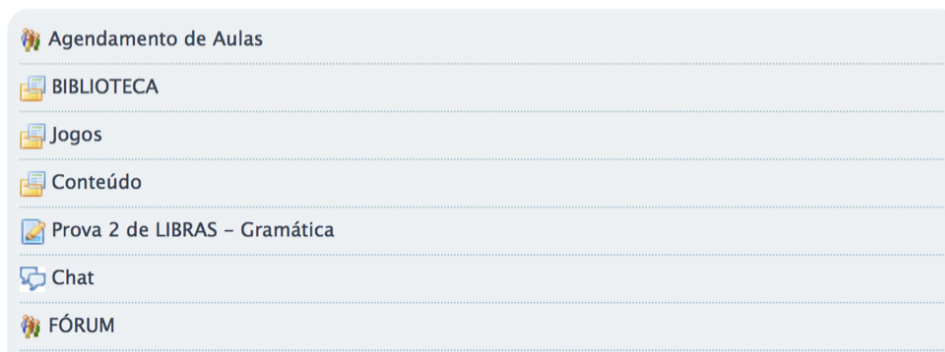 Agendamento de Aulas
BIBLIOTECA
Jogos
Conteúdo
Prova 2 de LIBRAS – Gramática
Chat
FÓRUM